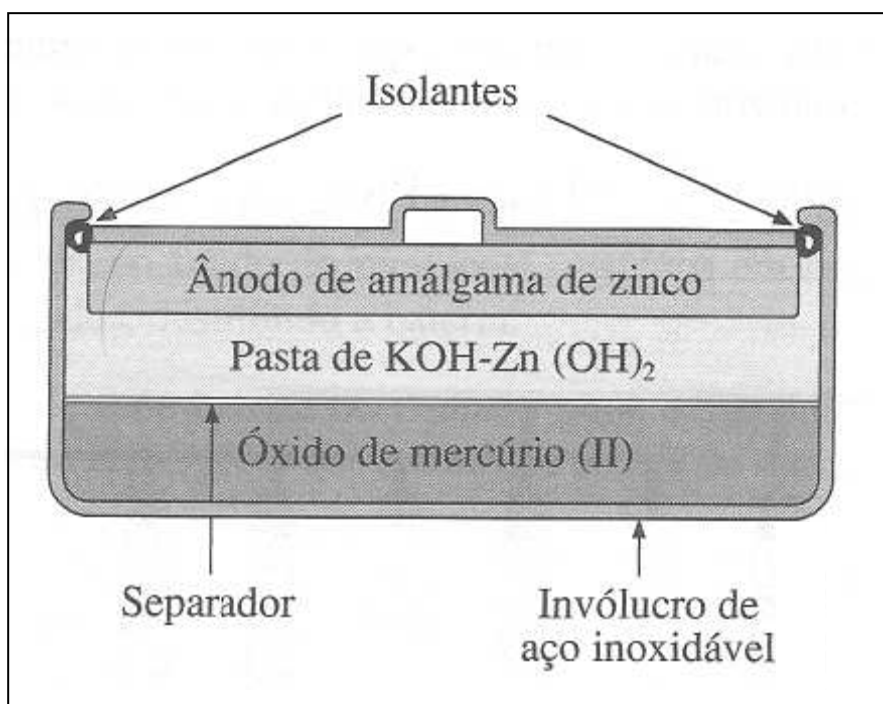 Isolantes
Ânodo de amálgama de zinco
Pasta de KOH-Zn (OH)₂
Óxido de mercúrio (II)
Separador
Invólucro de
aço inoxidável